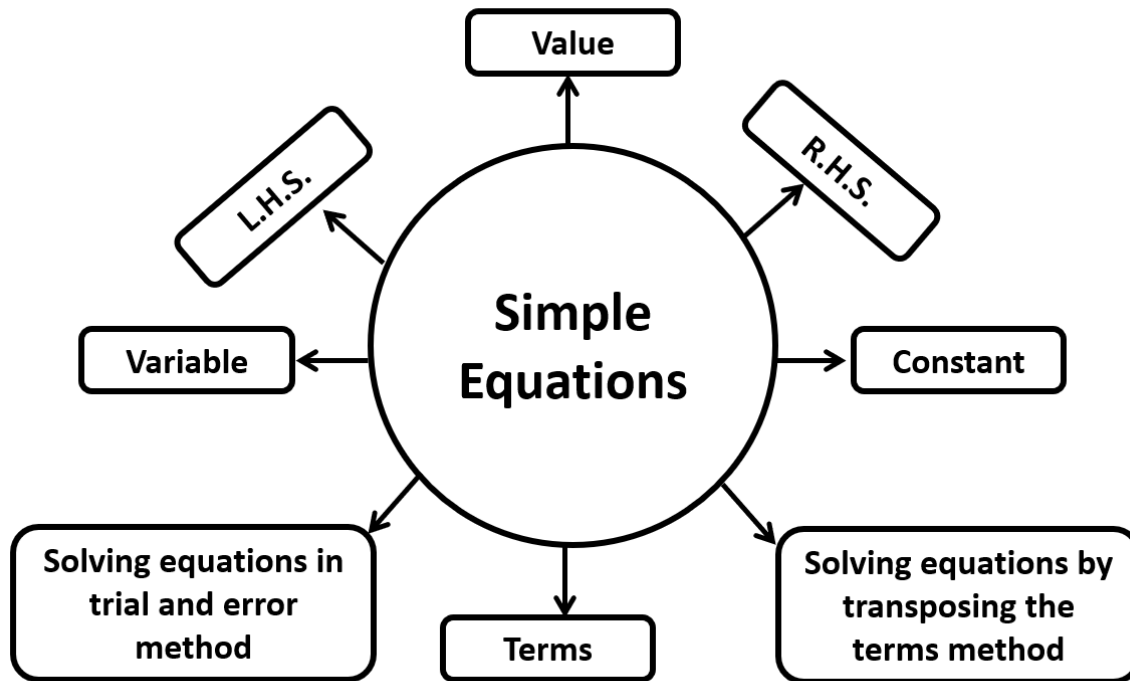 Value
L.H.S.
R.H.S.
Simple
Equations
Variable
Constant
Solving equations in
trial and error
method
Terms
Solving equations by
transposing the
terms method